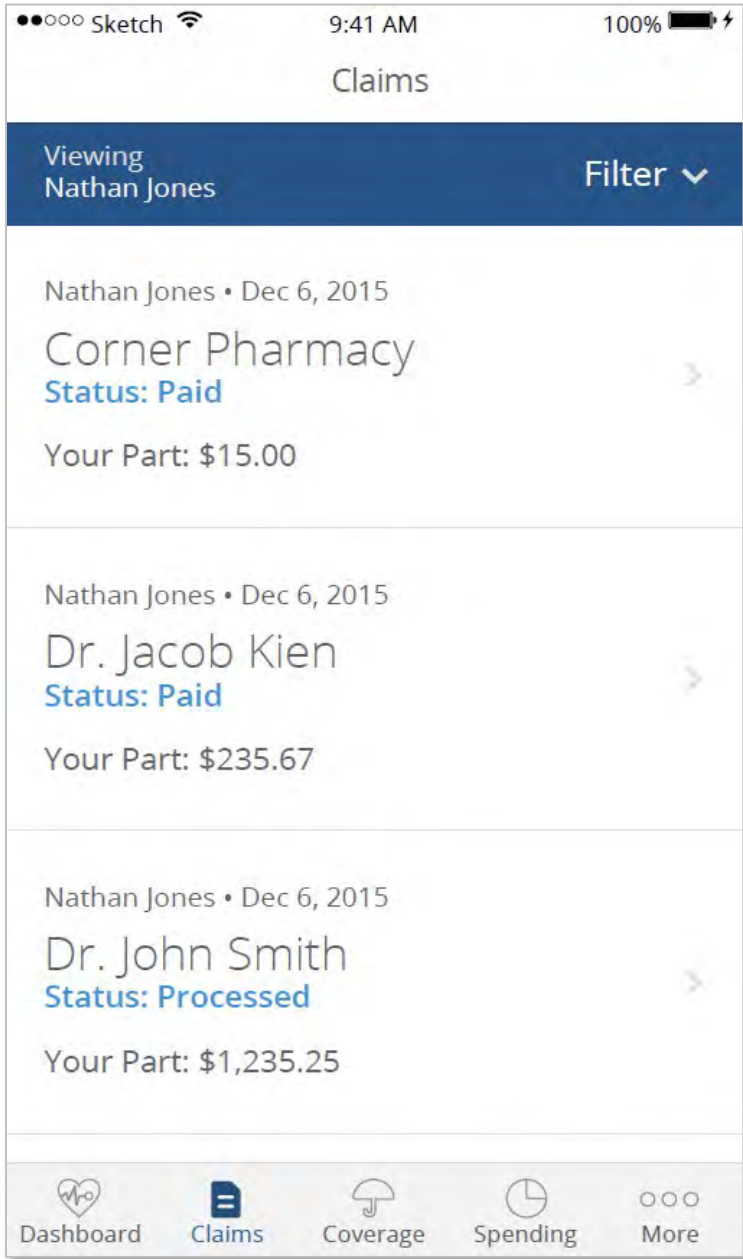 Sketch 9:41 AM 100%
Claims
Viewing
Nathan Jones
Filter
Nathan Jones • Dec 6, 2015
Corner Pharmacy
Status: Paid
Your Part: $15.00
Nathan Jones • Dec 6, 2015
Dr. Jacob Kien
Status: Paid
Your Part: $235.67
Nathan Jones • Dec 6, 2015
Dr. John Smith
Status: Processed
Your Part: $1,235.25
Dashboard Claims Coverage Spending More